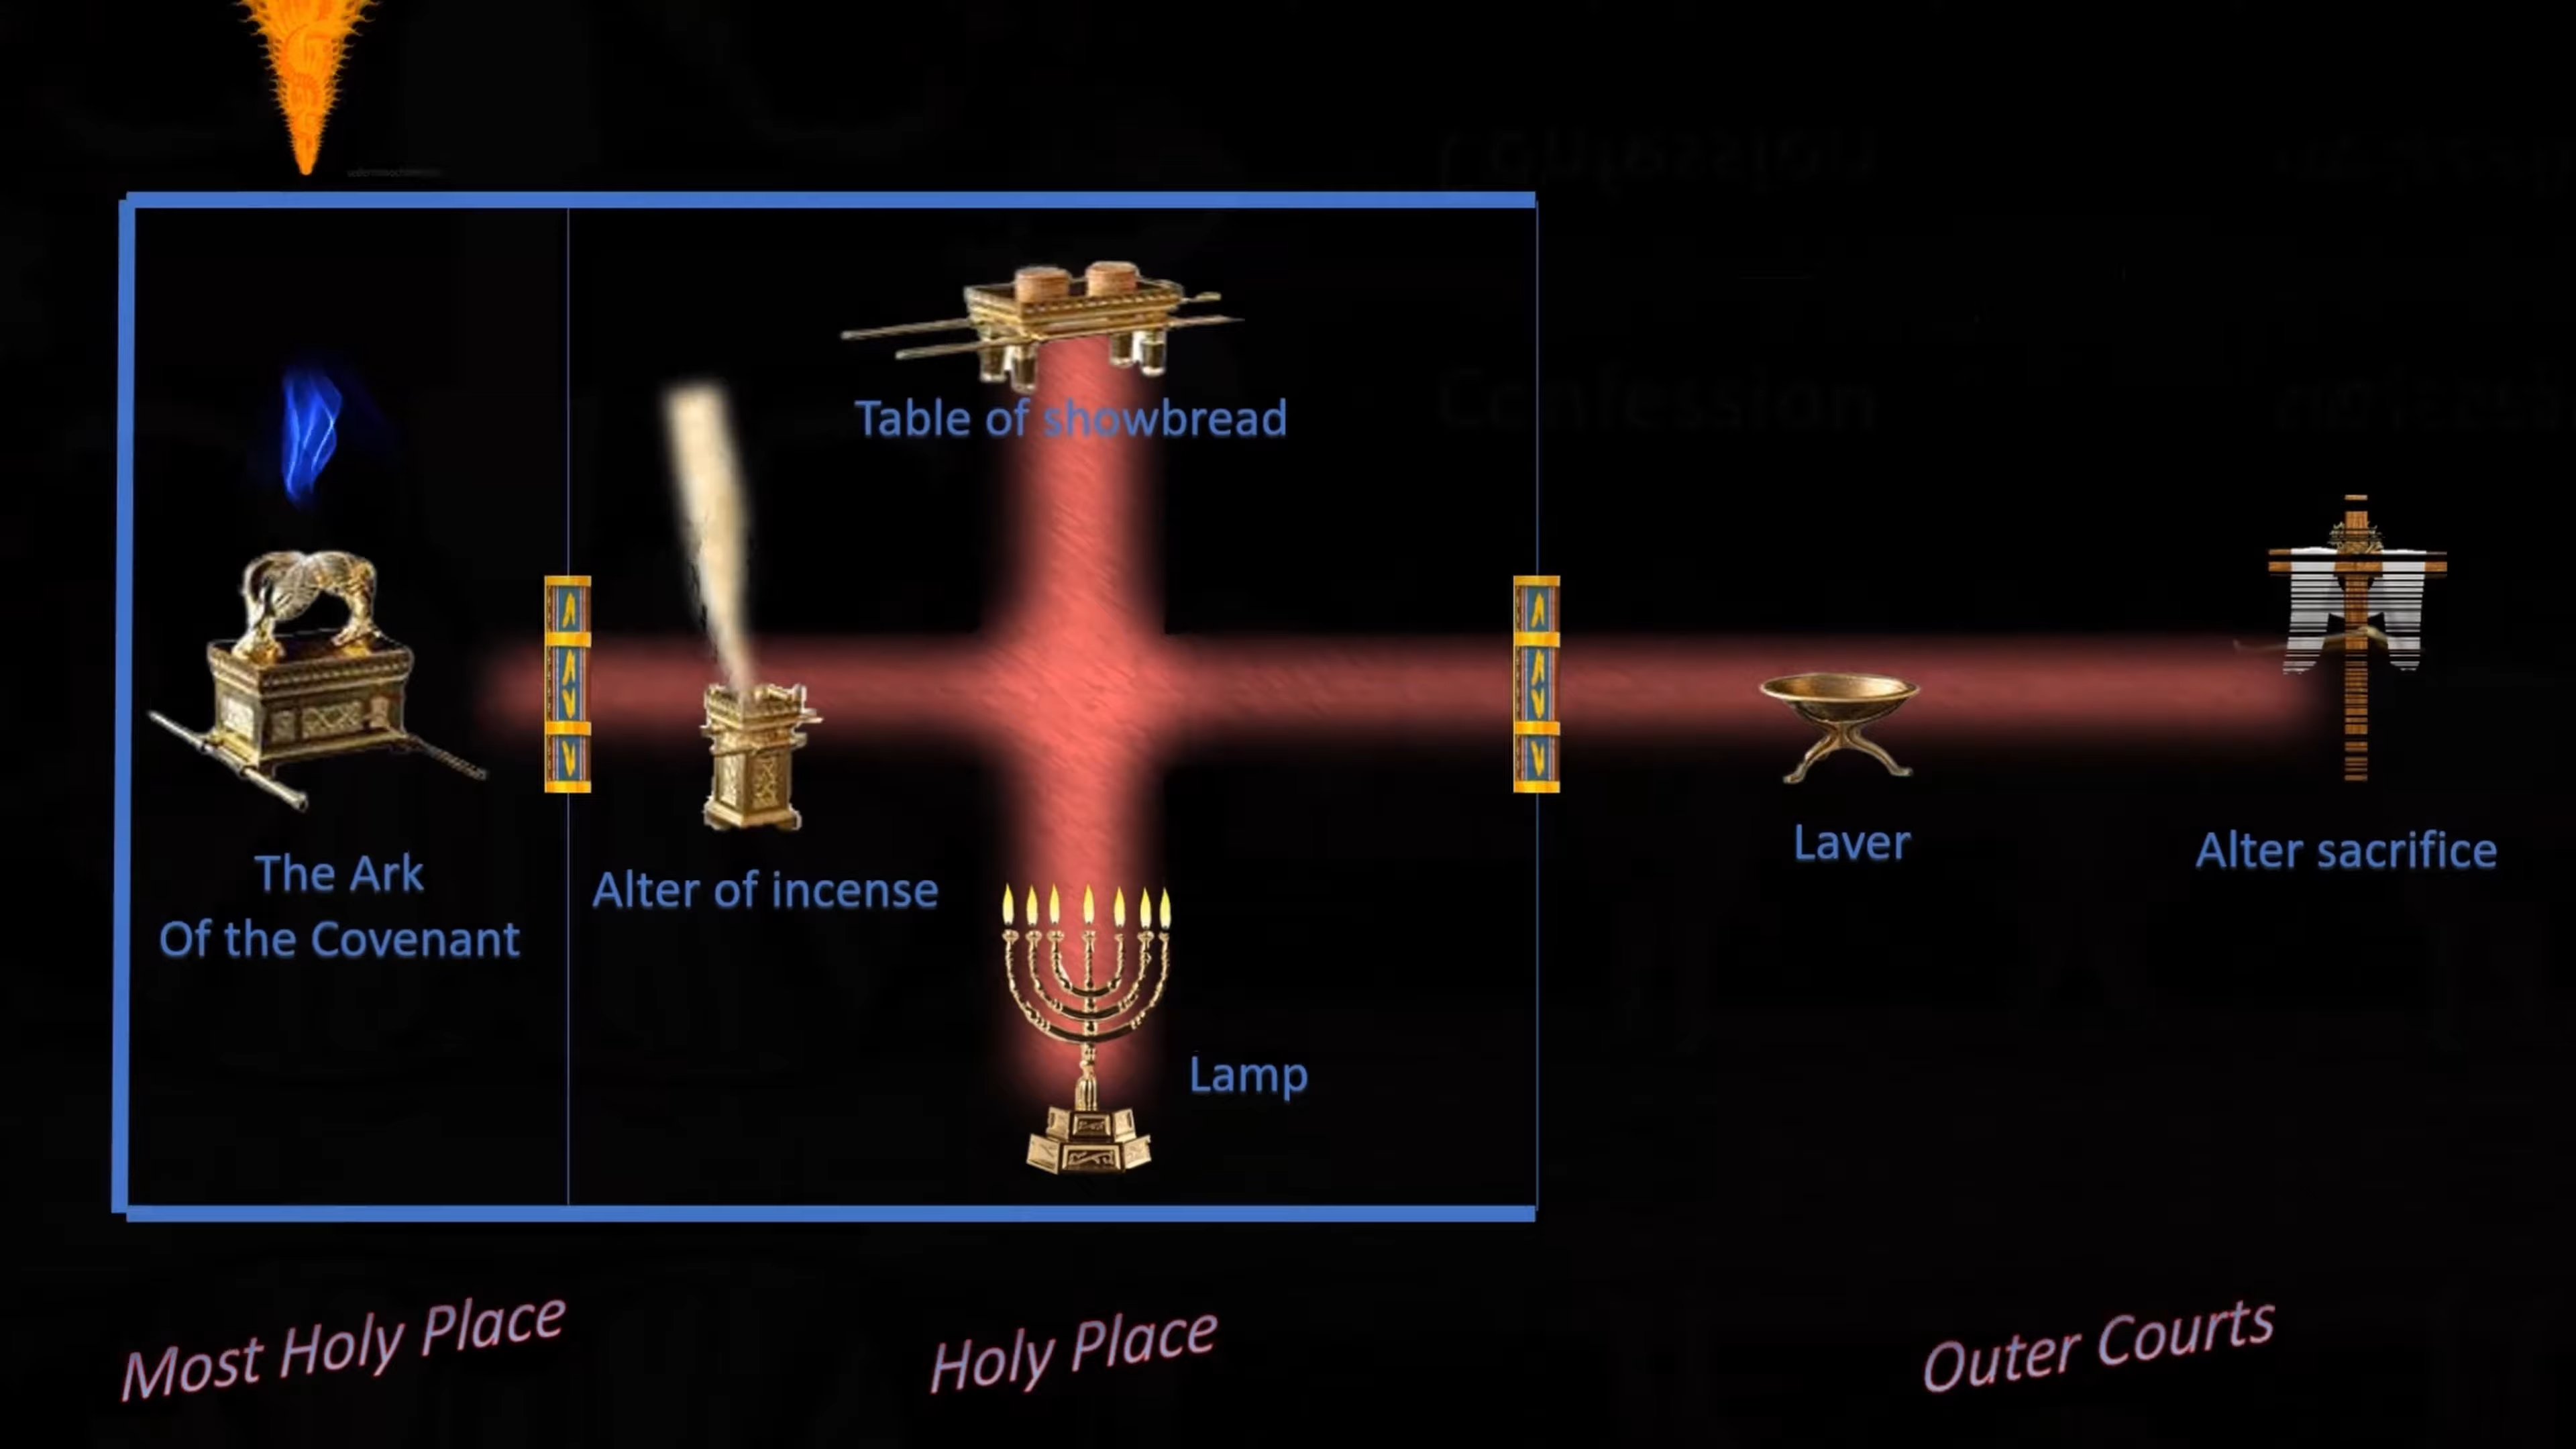 Confession
Table of showbread
The Ark
Of the Covenant
Alter of incense
Lamp
Laver
Alter sacrifice
Most Holy Place
Holy Place
Outer Courts